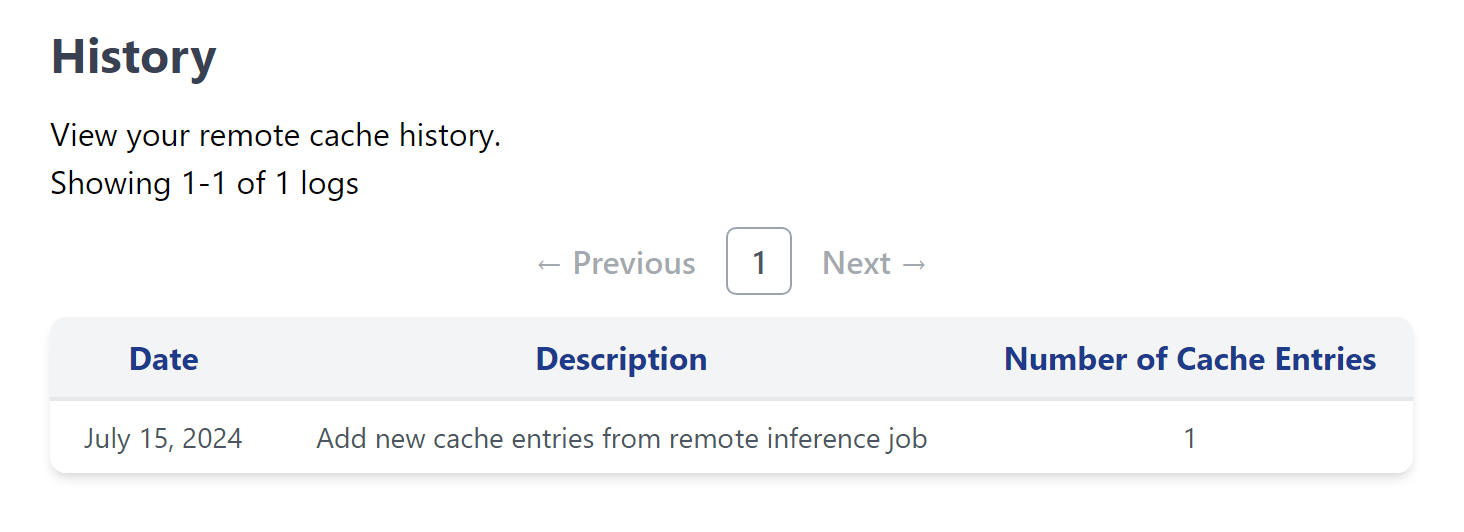 History
View your remote cache history.
Showing 1-1 of 1 logs
← Previous 1 Next →
Date Description Number of Cache Entries
July 15, 2024 Add new cache entries from remote inference job 1